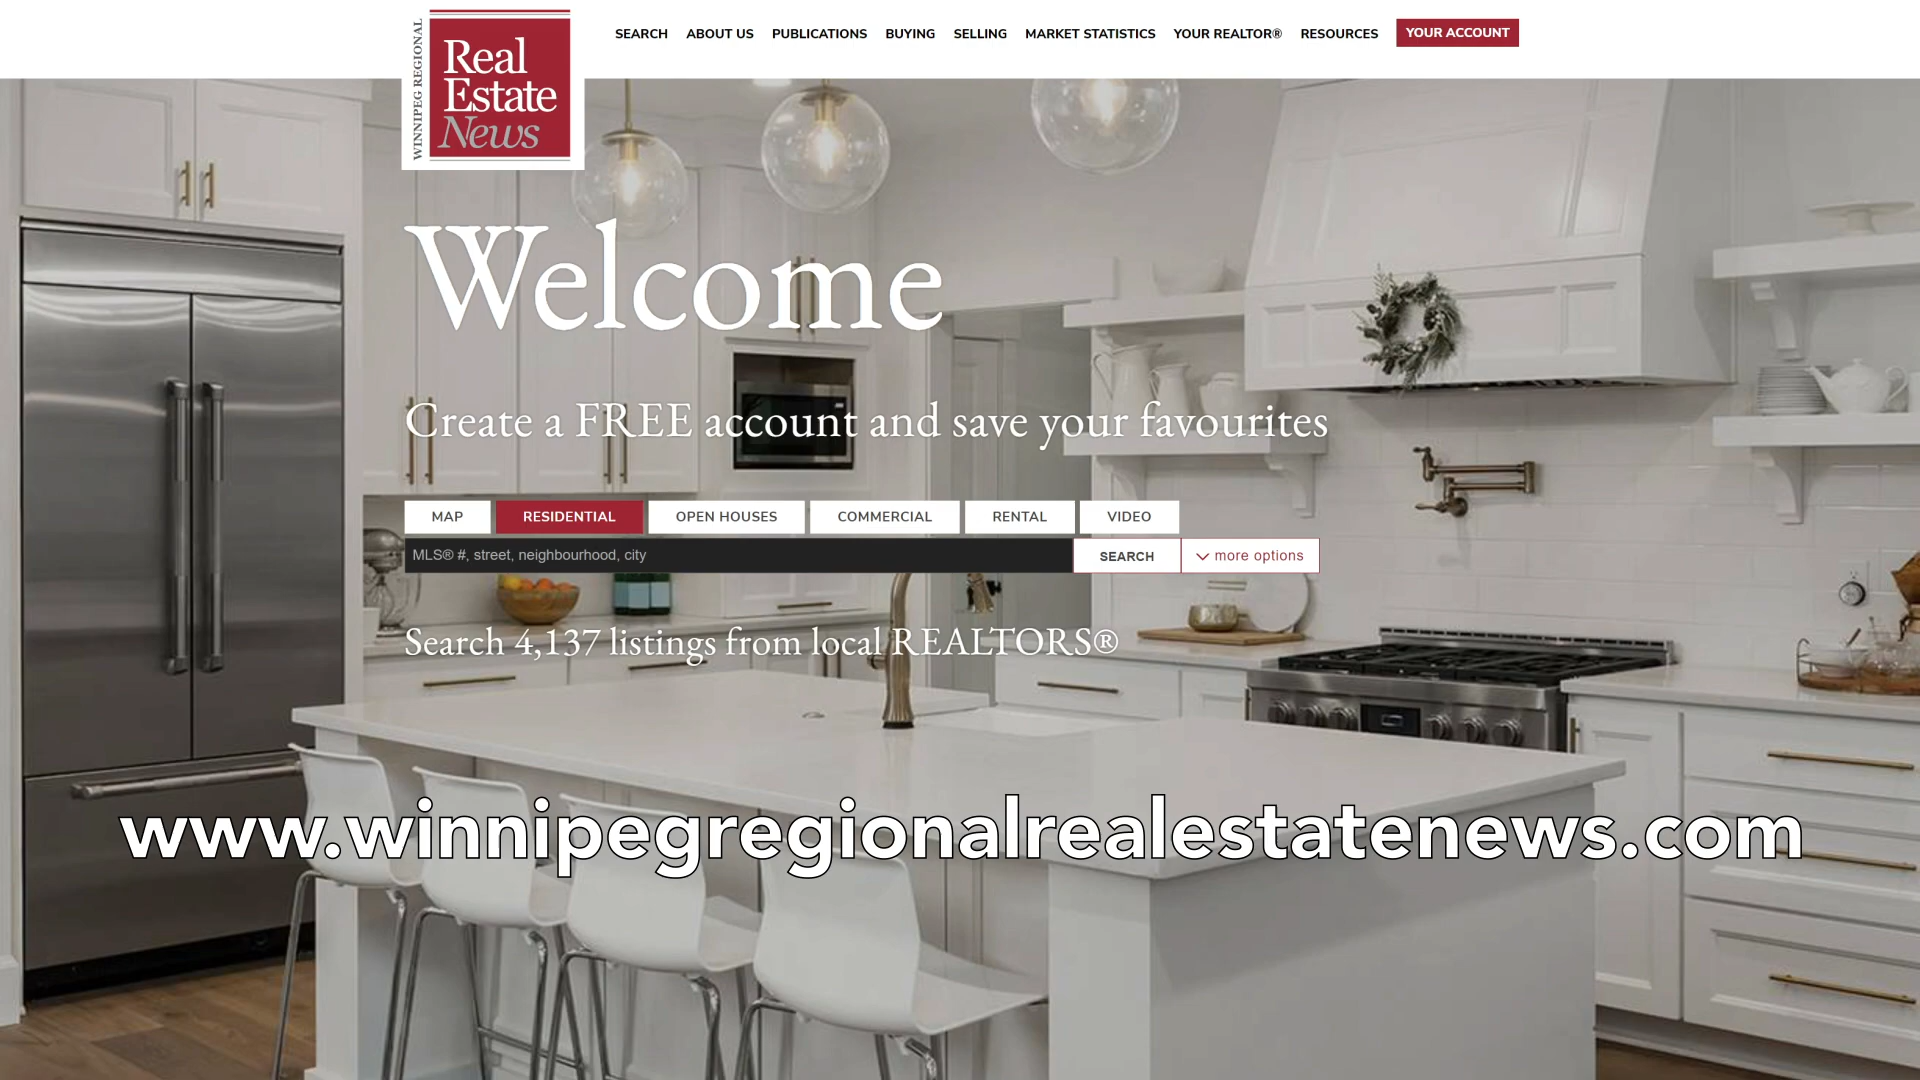 WINNIPEG REGIONAL
Real
Estate
News
SEARCH ABOUT US PUBLICATIONS BUYING SELLING MARKET STATISTICS YOUR REALTOR® RESOURCES YOUR ACCOUNT
Welcome
Create a FREE account and save your favourites
MAP RESIDENTIAL OPEN HOUSES COMMERCIAL RENTAL VIDEO
MLS® #, street, neighbourhood, city SEARCH more options
Search 4,137 listings from local REALTORS®
www.winnipegregionalrealestatenews.com